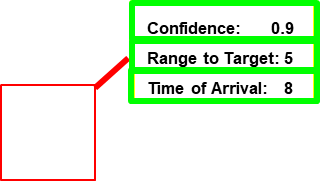 Confidence: 0.9
Range to Target: 5
Time of Arrival: 8